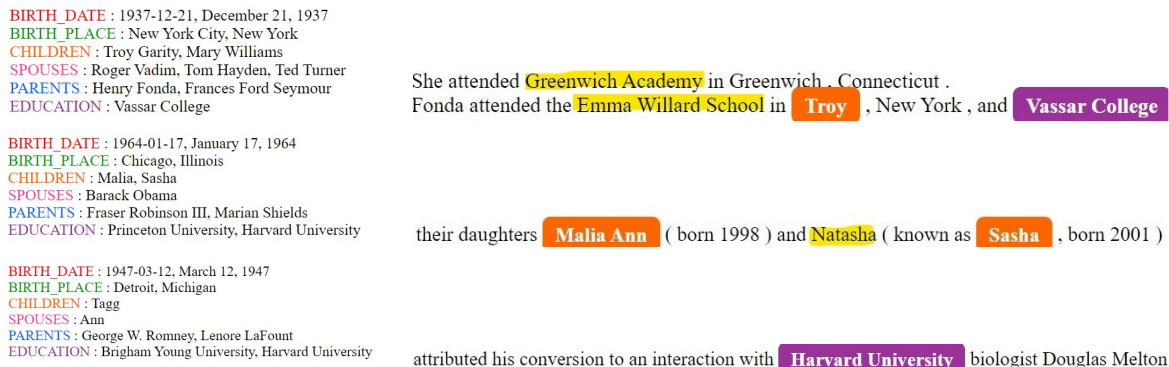 BIRTH_DATE : 1937-12-21, December 21, 1937
BIRTH_PLACE : New York City, New York
CHILDREN : Troy Garity, Mary Williams
SPOUSES : Roger Vadim, Tom Hayden, Ted Turner
PARENTS : Henry Fonda, Frances Ford Seymour
EDUCATION : Vassar College
She attended Greenwich Academy in Greenwich , Connecticut .
Fonda attended the Emma Willard School in Troy , New York , and Vassar College
BIRTH_DATE : 1964-01-17, January 17, 1964
BIRTH_PLACE : Chicago, Illinois
CHILDREN : Malia, Sasha
SPOUSES : Barack Obama
PARENTS : Fraser Robinson III, Marian Shields
EDUCATION : Princeton University, Harvard University
their daughters Malia Ann ( born 1998 ) and Natasha ( known as Sasha , born 2001 )
BIRTH_DATE : 1947-03-12, March 12, 1947
BIRTH_PLACE : Detroit, Michigan
CHILDREN : Tagg
SPOUSES : Ann
PARENTS : George W. Romney, Lenore LaFount
EDUCATION : Brigham Young University, Harvard University
attributed his conversion to an interaction with Harvard University biologist Douglas Melton